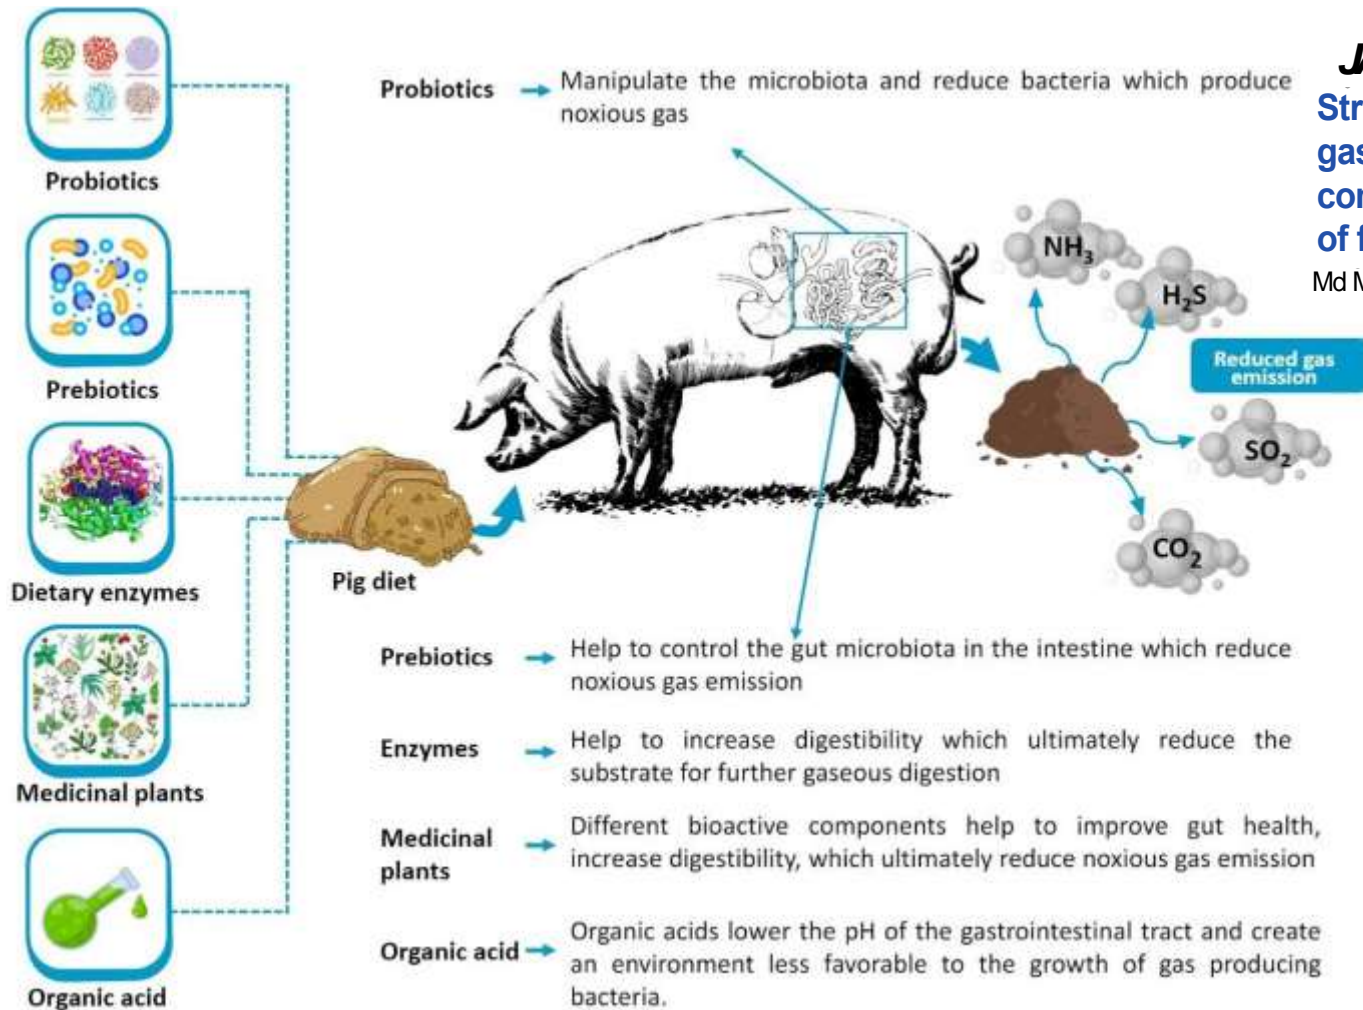 Probiotics
Prebiotics
Dietary enzymes
Medicinal plants
Organic acid
Pig diet
Probiotics
Manipulate the microbiota and reduce bacteria which produce
noxious gas
NH₃
H₂S
Reduced gas
emission
SO₂
CO₂
Prebiotics
Help to control the gut microbiota in the intestine which reduce
noxious gas emission
Enzymes
Help to increase digestibility which ultimately reduce the
substrate for further gaseous digestion
Medicinal
plants
Different bioactive components help to improve gut health,
increase digestibility, which ultimately reduce noxious gas emission
Organic acid
Organic acids lower the pH of the gastrointestinal tract and create
an environment less favorable to the growth of gas producing
bacteria.
of
Md